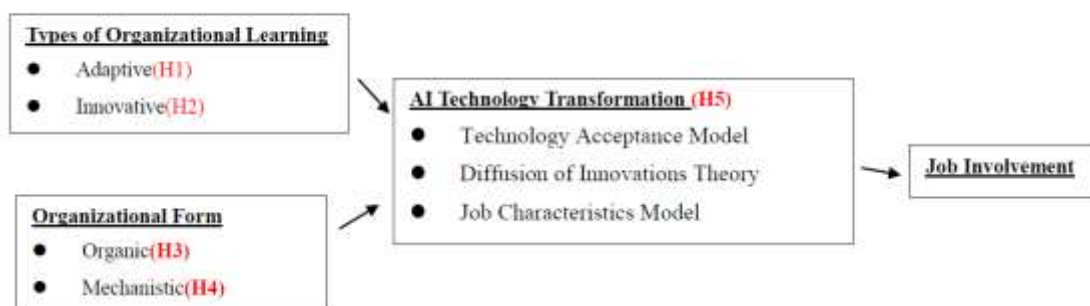 Types of Organizational Learning
● Adaptive(H1)
● Innovative(H2)
AI Technology Transformation (H5)
● Technology Acceptance Model
● Diffusion of Innovations Theory
● Job Characteristics Model
Job Involvement
Organizational Form
● Organic(H3)
● Mechanistic(H4)